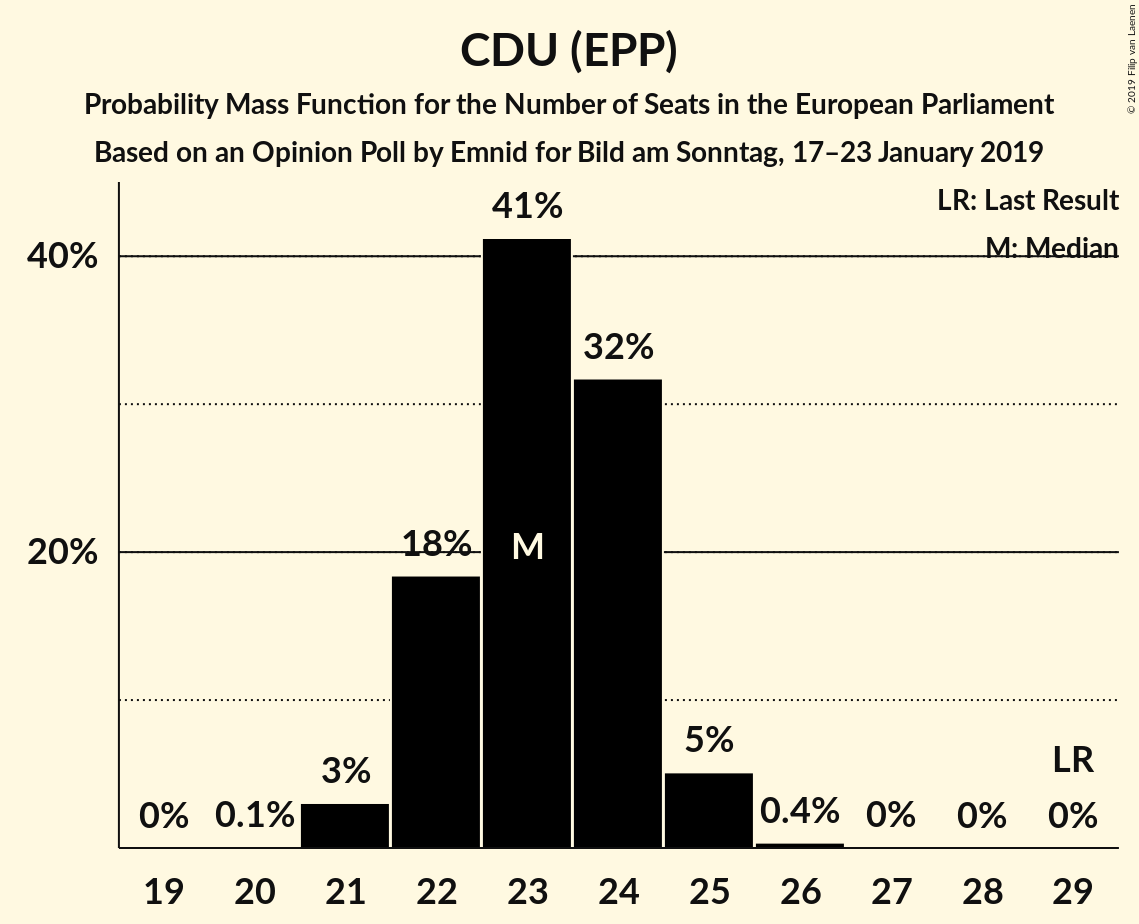 CDU (EPP)
Probability Mass Function for the Number of Seats in the European Parliament
Based on an Opinion Poll by Emnid for Bild am Sonntag, 17–23 January 2019
© 2019 Filip van Laenen
LR: Last Result
M: Median
40%
20%
0%
0.1%
3%
18%
41%
M
32%
5%
0.4%
0%
0%
LR
0%
19 20 21 22 23 24 25 26 27 28 29